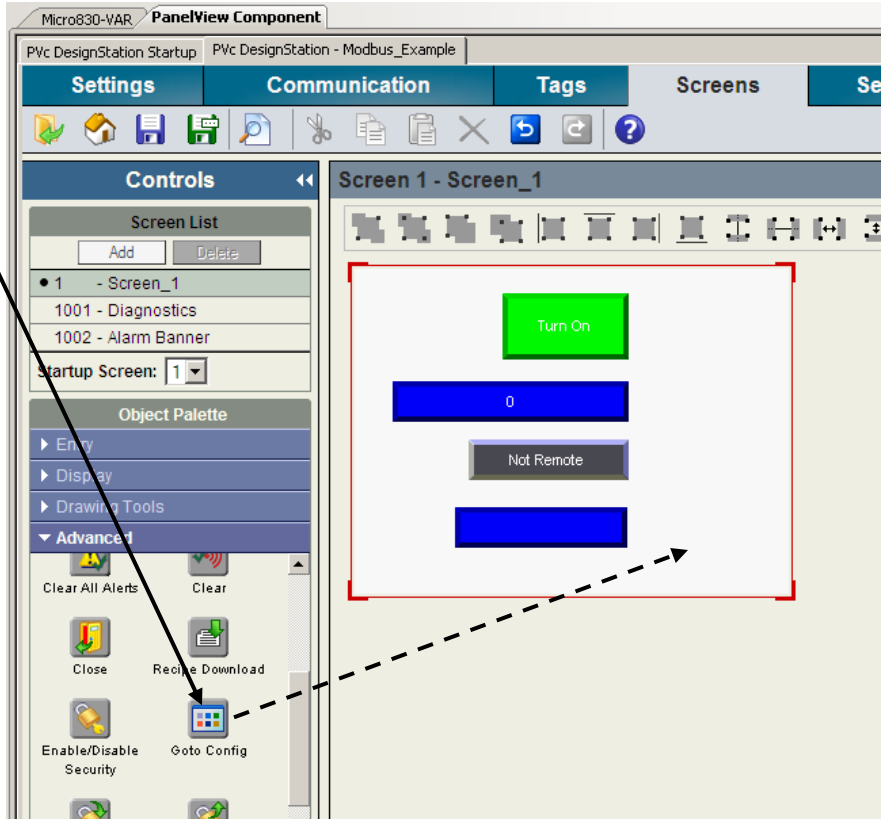 Micro830-VAR PanelView Component
PVc DesignStation Startup PVc DesignStation - Modbus_Example
Settings Communication Tags Screens Se
Controls
Screen 1 - Screen_1
Screen List
Add Delete
1 - Screen_1
1001 - Diagnostics
1002 - Alarm Banner
Startup Screen: 1
Object Palette
Entry
Display
Drawing Tools
Advanced
Clear All Alerts Clear
Close Recipe Download
Enable/Disable Security Goto Config
Turn On
0
Not Remote